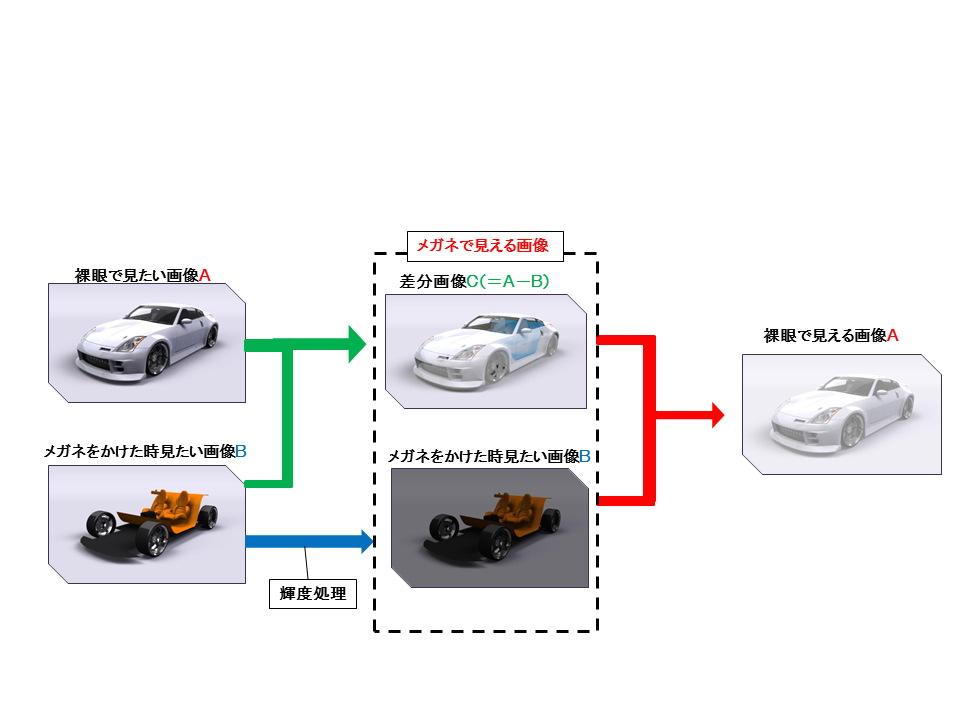 メガネで見える画像
裸眼で見たい画像A
差分画像C(=A-B)
裸眼で見える画像A
メガネをかけた時見たい画像B
メガネをかけた時見たい画像B
輝度処理